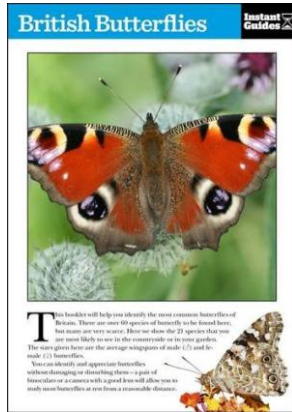 British Butterflies
Instant
Guides
This booklet will help you identify the most common butterflies of
Britain. There are over 60 species of butterfly to be found here,
but many are very scarce. Here we show the 21 species that you
are most likely to see in the countryside or in your garden.
The sizes given here are the average wingspans of male (♂) and fe-
male (♀) butterflies.
You can identify and appreciate butterflies
without damaging or disturbing them – a pair of
binoculars or a camera with a good lens will allow you to
study most butterflies at rest from a reasonable distance.